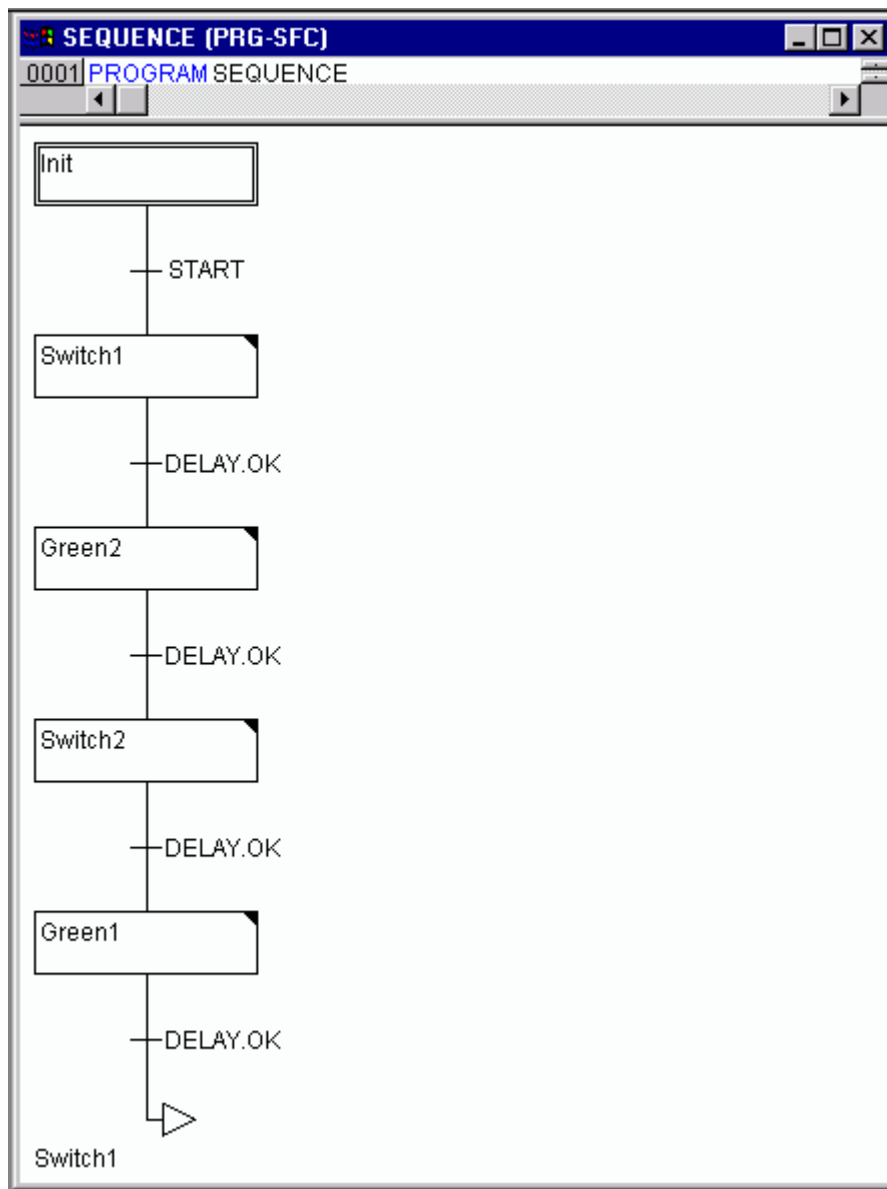 SEQUENCE (PRG-SFC)
0001 PROGRAM SEQUENCE
Init
START
Switch1
DELAY.OK
Green2
DELAY.OK
Switch2
DELAY.OK
Green1
DELAY.OK
Switch1